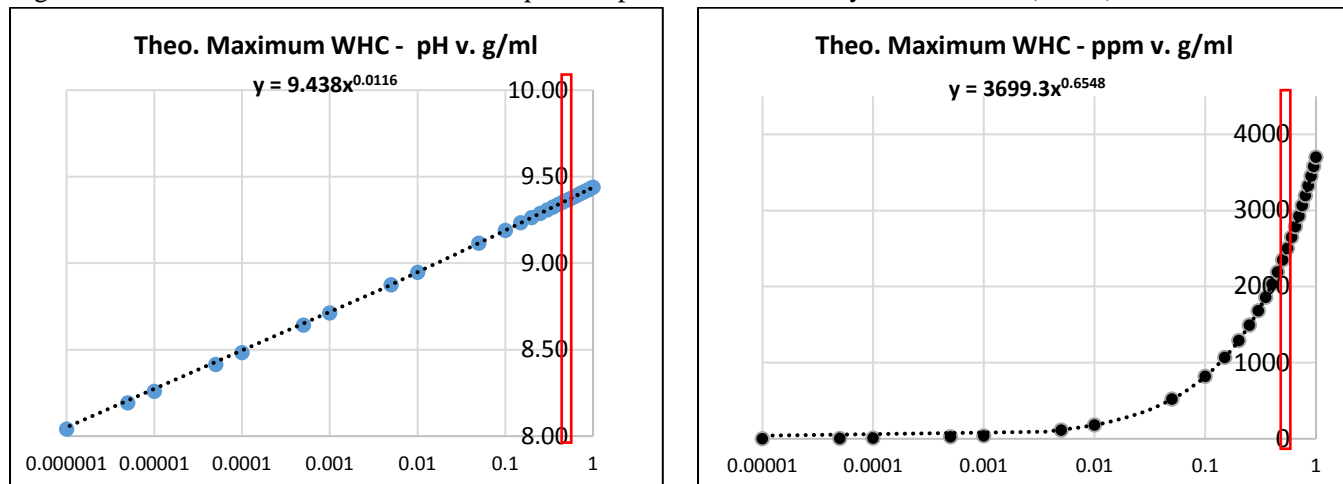 Theo. Maximum WHC - pH v. g/ml
y = 9.438x^0.0116
10.00
9.50
9.00
8.50
8.00
0.000001 0.00001 0.0001 0.001 0.01 0.1 1
Theo. Maximum WHC - ppm v. g/ml
y = 3699.3x^0.6548
4000
3000
2000
1000
0
0.00001 0.0001 0.001 0.01 0.1 1